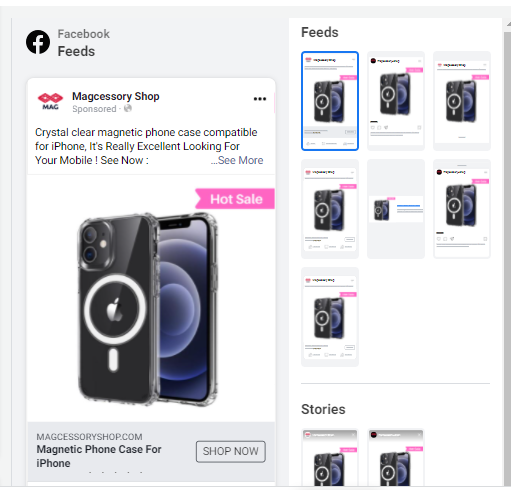 Facebook
Feeds
MAG
Magcessory Shop
Sponsored ·
Crystal clear magnetic phone case compatible
for iPhone, It's Really Excellent Looking For
Your Mobile ! See Now :
...See More
Hot Sale
MAGCESSORYSHOP.COM
Magnetic Phone Case For
iPhone
SHOP NOW
Feeds
Stories